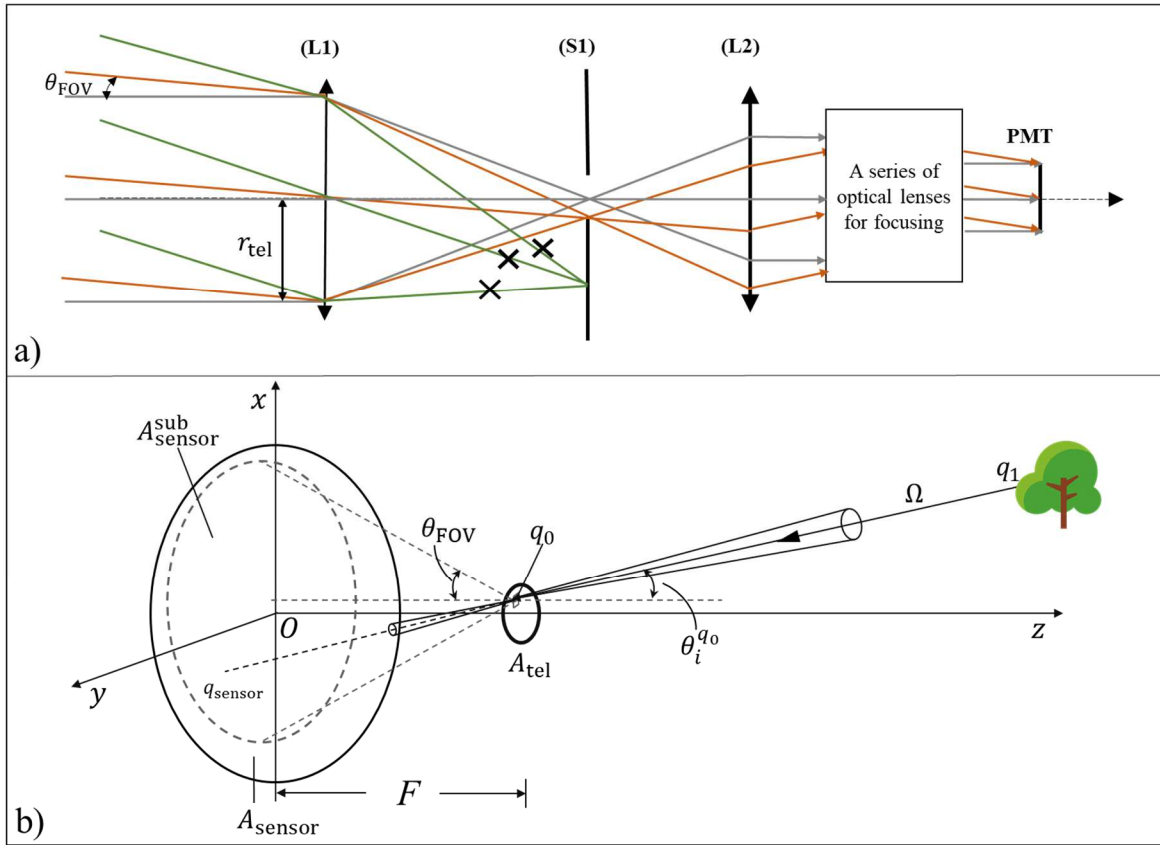 (L1)
(S1)
(L2)
θ_FOV
PMT
A series of
optical lenses
for focusing
r_tel
a)
x
A_sensor^sub
q_1
Ω
θ_FOV
q_0
O
z
θ_i^{q_0}
A_tel
y
q_sensor
F
A_sensor
b)